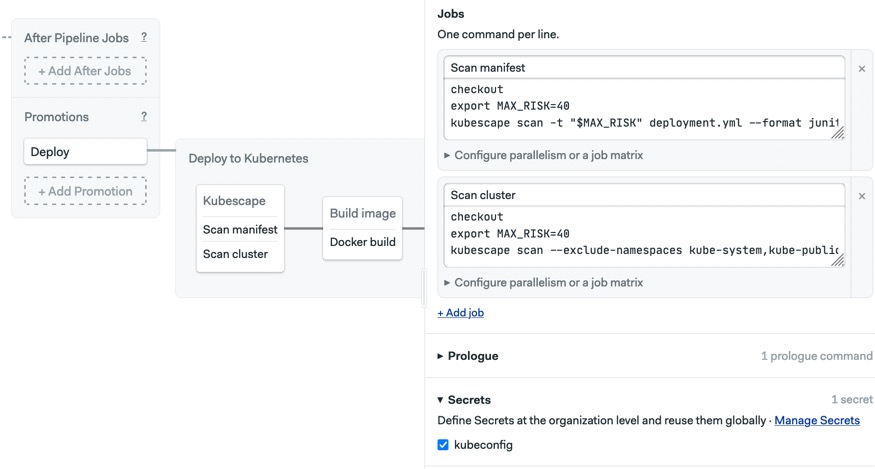 After Pipeline Jobs ?
+ Add After Jobs
Promotions ?
Deploy
+ Add Promotion
Deploy to Kubernetes
Kubescape
Scan manifest
Scan cluster
Build image
Docker build
Jobs
One command per line.
Scan manifest
checkout
export MAX_RISK=40
kubescape scan -t "$MAX_RISK" deployment.yml --format junit
Configure parallelism or a job matrix
Scan cluster
checkout
export MAX_RISK=40
kubescape scan --exclude-namespaces kube-system,kube-public
Configure parallelism or a job matrix
+ Add job
Prologue 1 prologue command
Secrets 1 secret
Define Secrets at the organization level and reuse them globally · Manage Secrets
kubeconfig